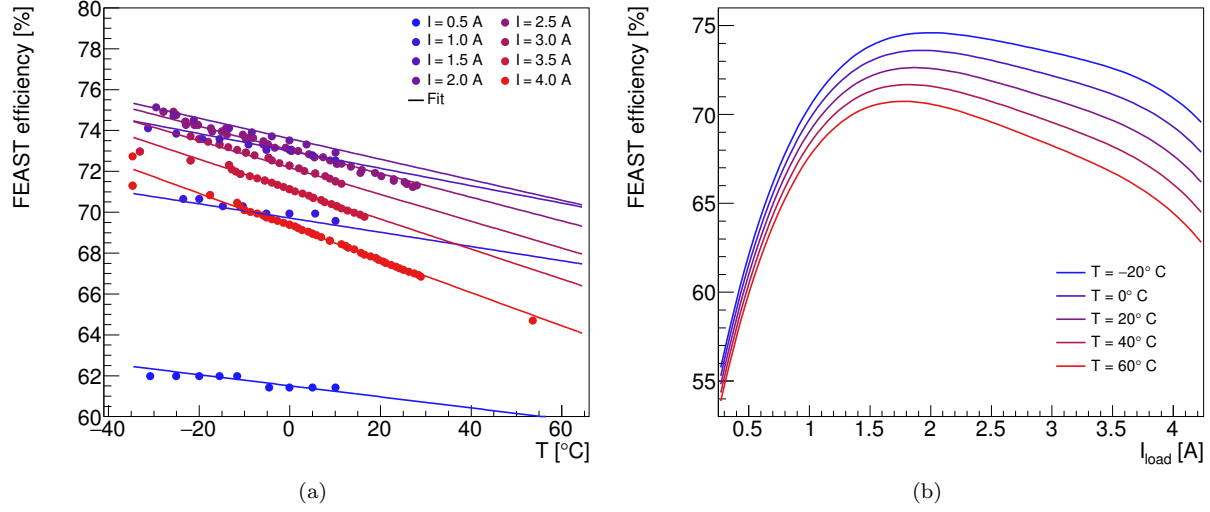 FEAST efficiency [%]
80
78
76
74
72
70
68
66
64
62
60
−40
−20
0
20
40
60
T [°C]
I = 0.5 A
I = 1.0 A
I = 1.5 A
I = 2.0 A
I = 2.5 A
I = 3.0 A
I = 3.5 A
I = 4.0 A
Fit
(a)
FEAST efficiency [%]
75
70
65
60
55
0.5
1
1.5
2
2.5
3
3.5
4
I load [A]
T = −20° C
T = 0° C
T = 20° C
T = 40° C
T = 60° C
(b)